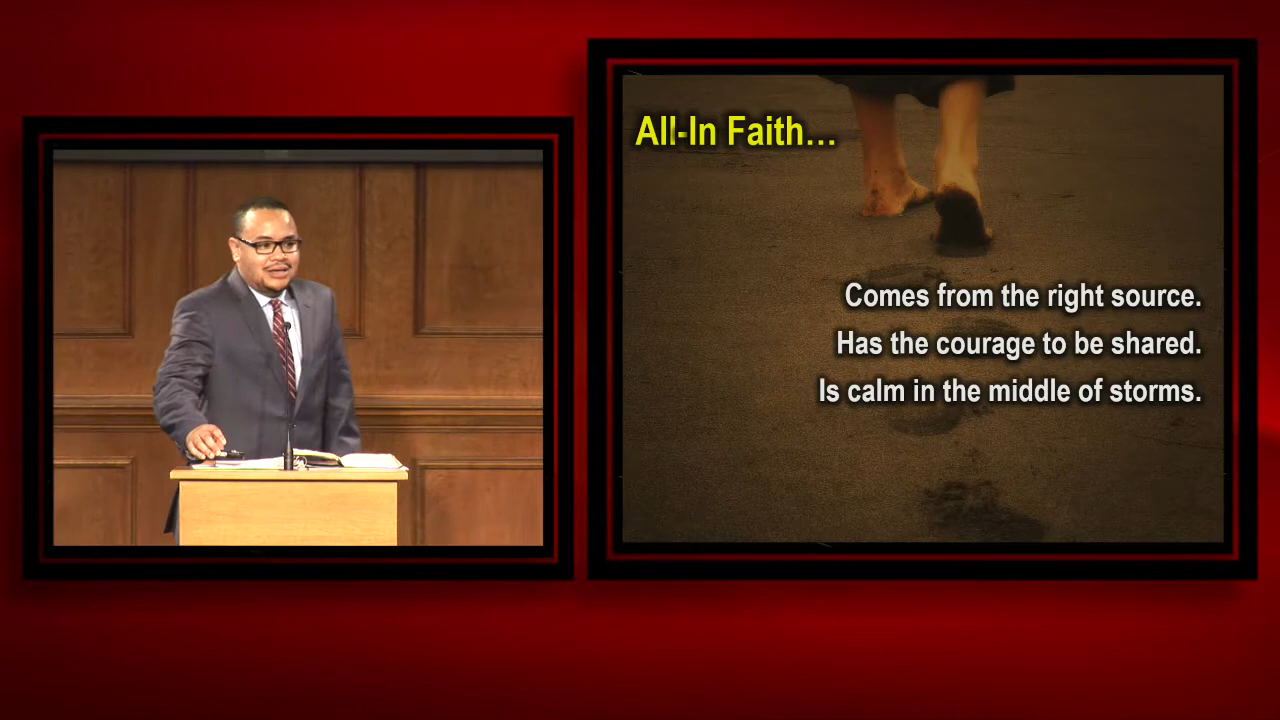 All-In Faith…
Comes from the right source.
Has the courage to be shared.
Is calm in the middle of storms.